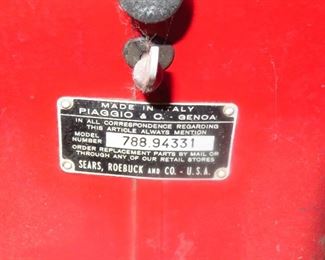 MADE IN ITALY
PIAGGIO & C. - GENOA
IN ALL CORRESPONDENCE REGARDING
THIS ARTICLE ALWAYS MENTION
MODEL NUMBER 788.94331
ORDER REPLACEMENT PARTS BY MAIL OR
THROUGH ANY OF OUR RETAIL STORES
SEARS, ROEBUCK AND CO. - U.S.A.